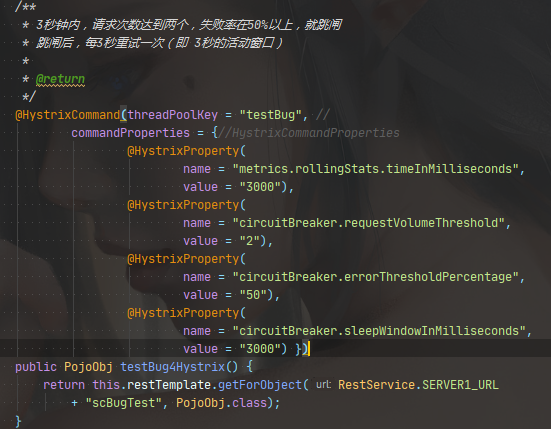 /**
 * 3秒钟内，请求次数达到两个，失败率在50%以上，就跳闸
 * 跳闸后，每3秒重试一次（即 3秒的活动窗口）
 *
 * @return
 */
@HystrixCommand(threadPoolKey = "testBug", //
        commandProperties = {//HystrixCommandProperties
                @HystrixProperty(
                        name = "metrics.rollingStats.timeInMilliseconds",
                        value = "3000"),
                @HystrixProperty(
                        name = "circuitBreaker.requestVolumeThreshold",
                        value = "2"),
                @HystrixProperty(
                        name = "circuitBreaker.errorThresholdPercentage",
                        value = "50"),
                @HystrixProperty(
                        name = "circuitBreaker.sleepWindowInMilliseconds",
                        value = "3000") })
public PojoObj testBug4Hystrix() {
    return this.restTemplate.getForObject( url: RestService.SERVER1_URL
            + "scBugTest", PojoObj.class);
}